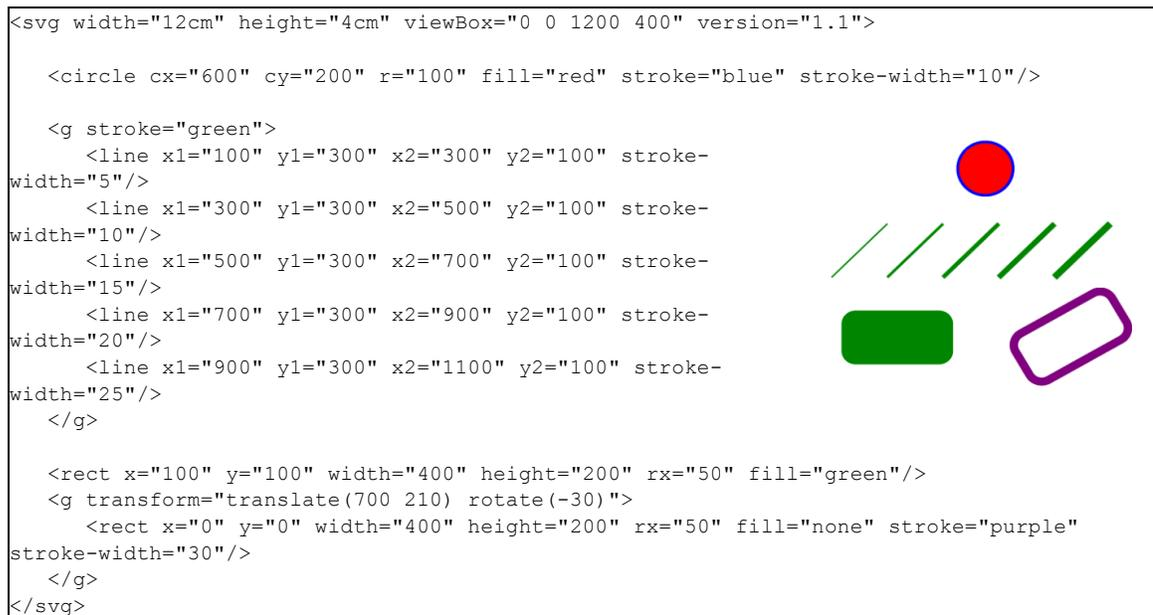 <svg width="12cm" height="4cm" viewBox="0 0 1200 400" version="1.1">
<circle cx="600" cy="200" r="100" fill="red" stroke="blue" stroke-width="10"/>
<g stroke="green">
<line x1="100" y1="300" x2="300" y2="100" stroke-
width="5"/>
<line x1="300" y1="300" x2="500" y2="100" stroke-
width="10"/>
<line x1="500" y1="300" x2="700" y2="100" stroke-
width="15"/>
<line x1="700" y1="300" x2="900" y2="100" stroke-
width="20"/>
<line x1="900" y1="300" x2="1100" y2="100" stroke-
width="25"/>
</g>
<rect x="100" y="100" width="400" height="200" rx="50" fill="green"/>
<g transform="translate(700 210) rotate(-30)">
<rect x="0" y="0" width="400" height="200" rx="50" fill="none" stroke="purple"
stroke-width="30"/>
</g>
</svg>